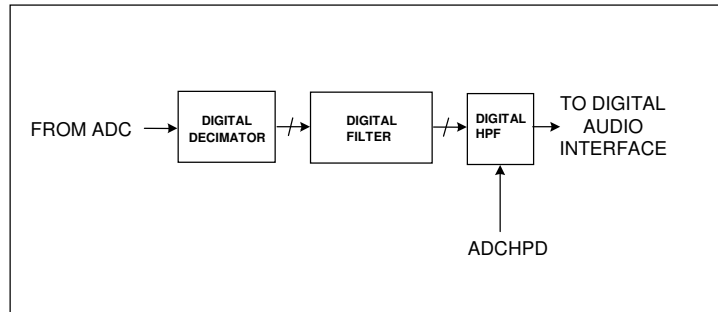 FROM ADC
DIGITAL
DECIMATOR
DIGITAL
FILTER
DIGITAL
HPF
TO DIGITAL
AUDIO
INTERFACE
ADCHPD